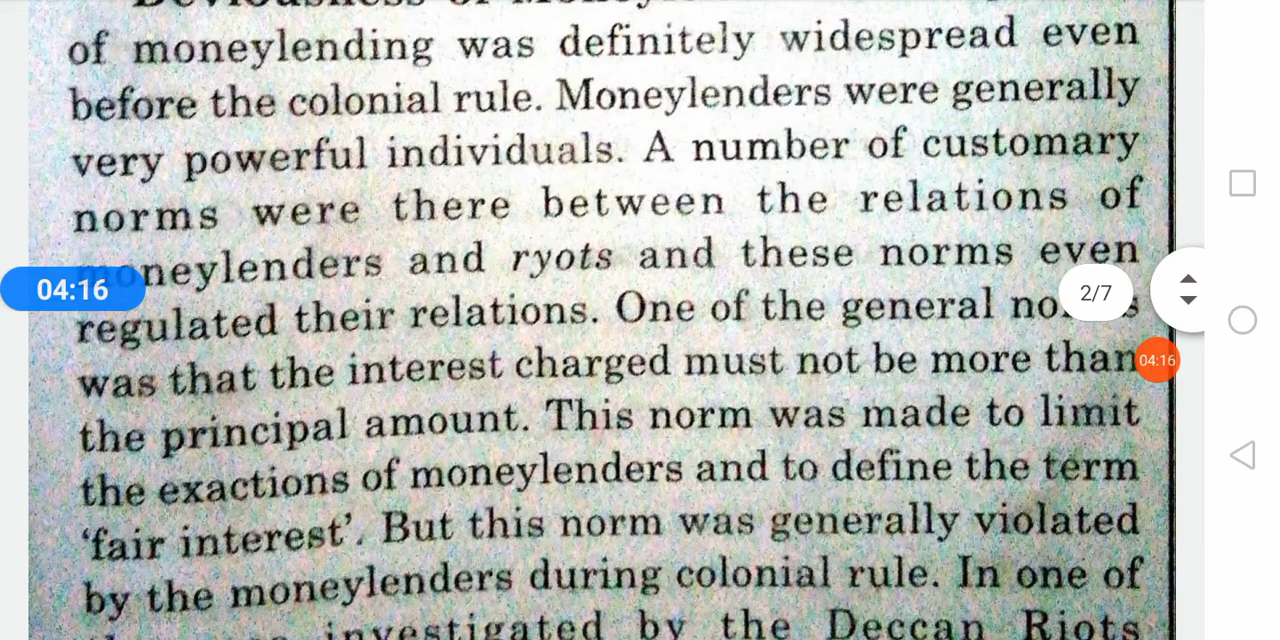 of moneylending was definitely widespread even
before the colonial rule. Moneylenders were generally
very powerful individuals. A number of customary
norms were there between the relations of
moneylenders and ryots and these norms even
04:16
2/7
regulated their relations. One of the general
was that the interest charged must not be more than
04:16
the principal amount. This norm was made to limit
the exactions of moneylenders and to define the term
‘fair interest’. But this norm was generally violated
by the moneylenders during colonial rule. In one of
investigated by the Deccan Riots